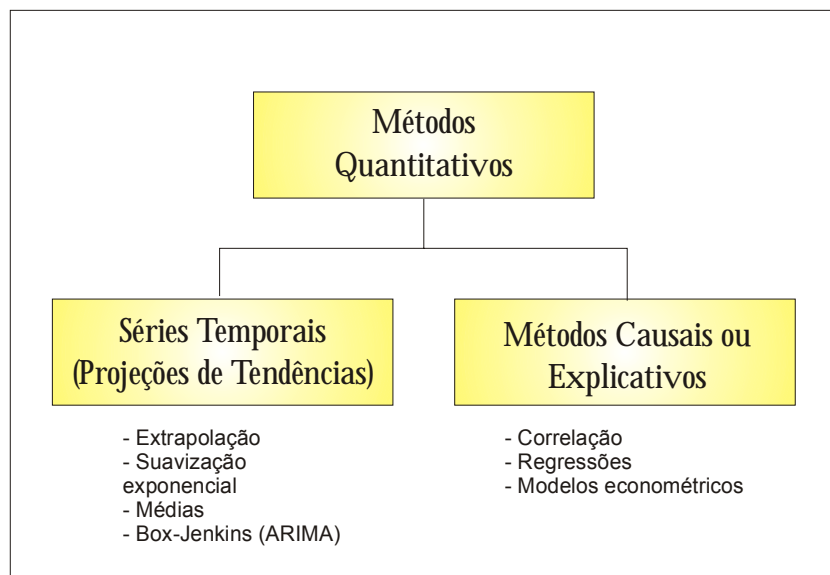 Métodos
Quantitativos
Séries Temporais
(Projeções de Tendências)
- Extrapolação
- Suavização
exponencial
- Médias
- Box-Jenkins (ARIMA)
Métodos Causais ou
Explicativos
- Correlação
- Regressões
- Modelos econométricos